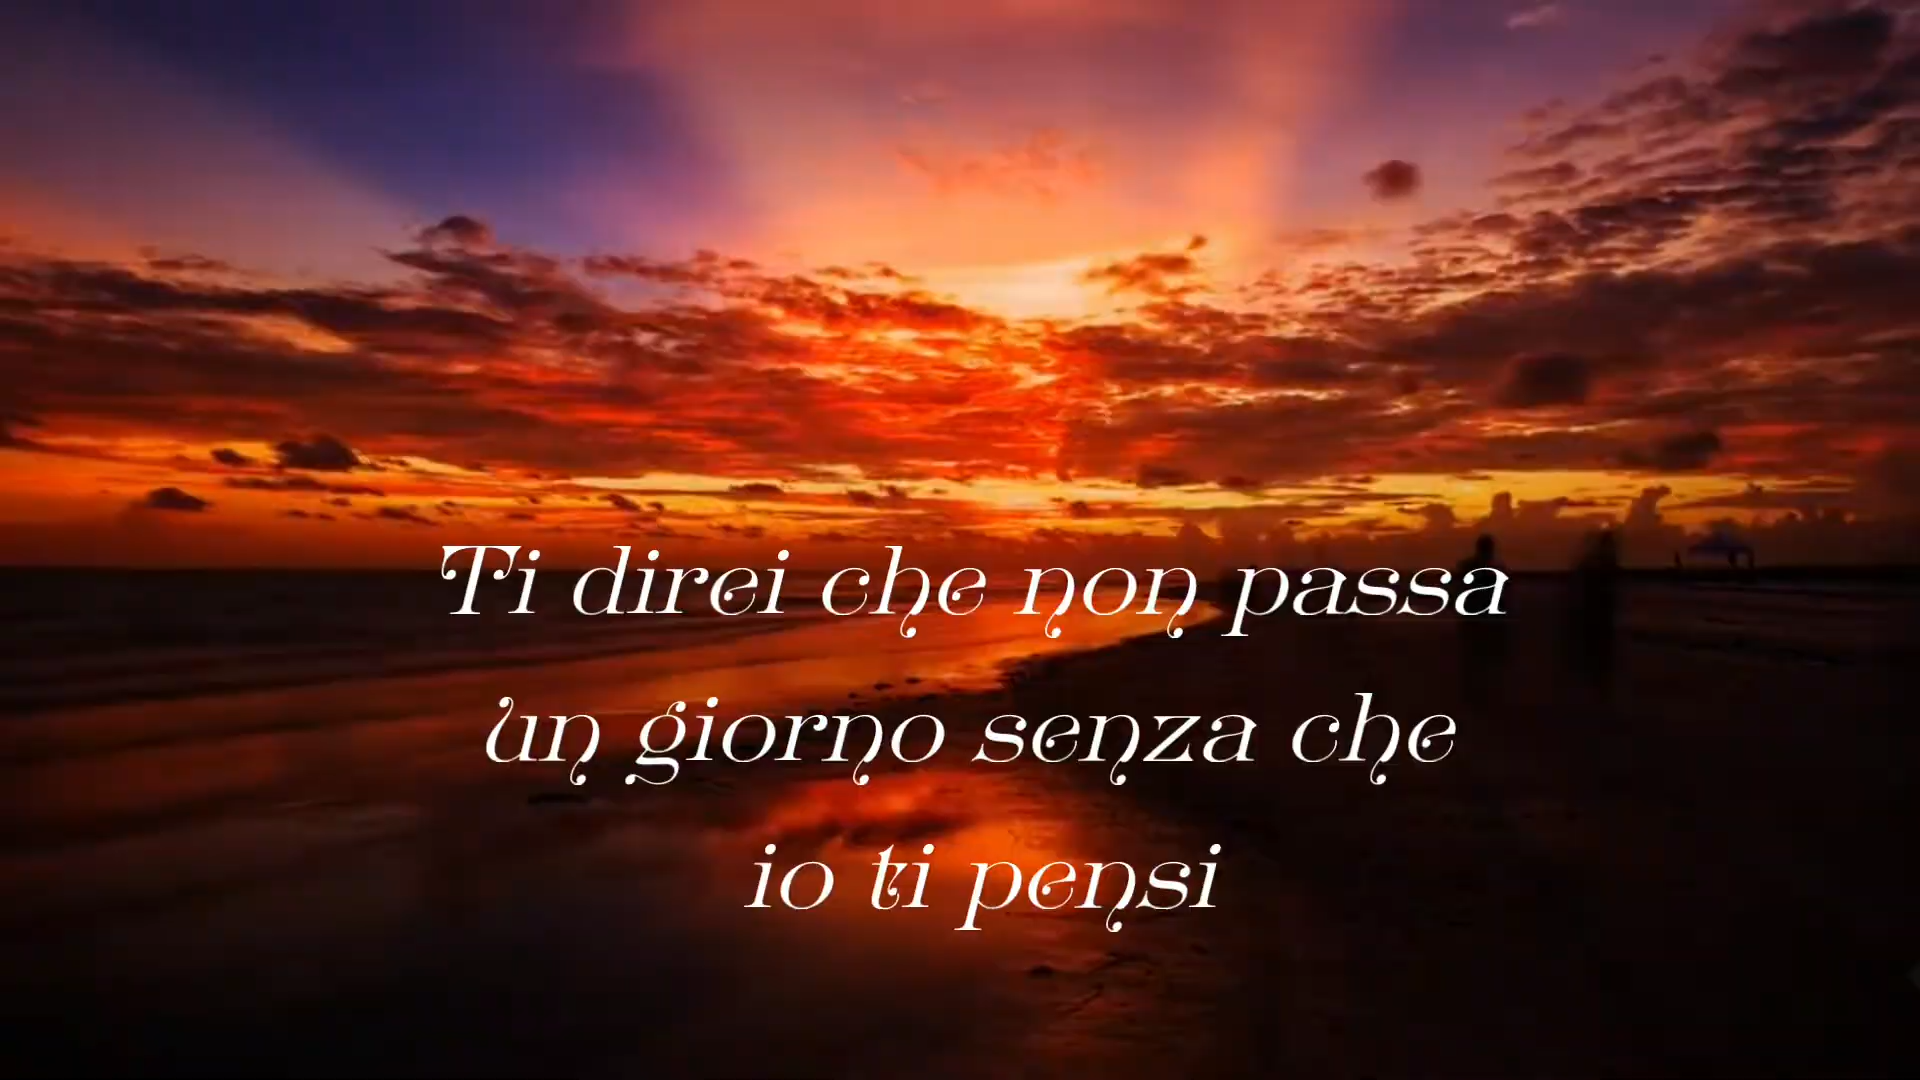 Ti direi che non passa
un giorno senza che
io ti pensi